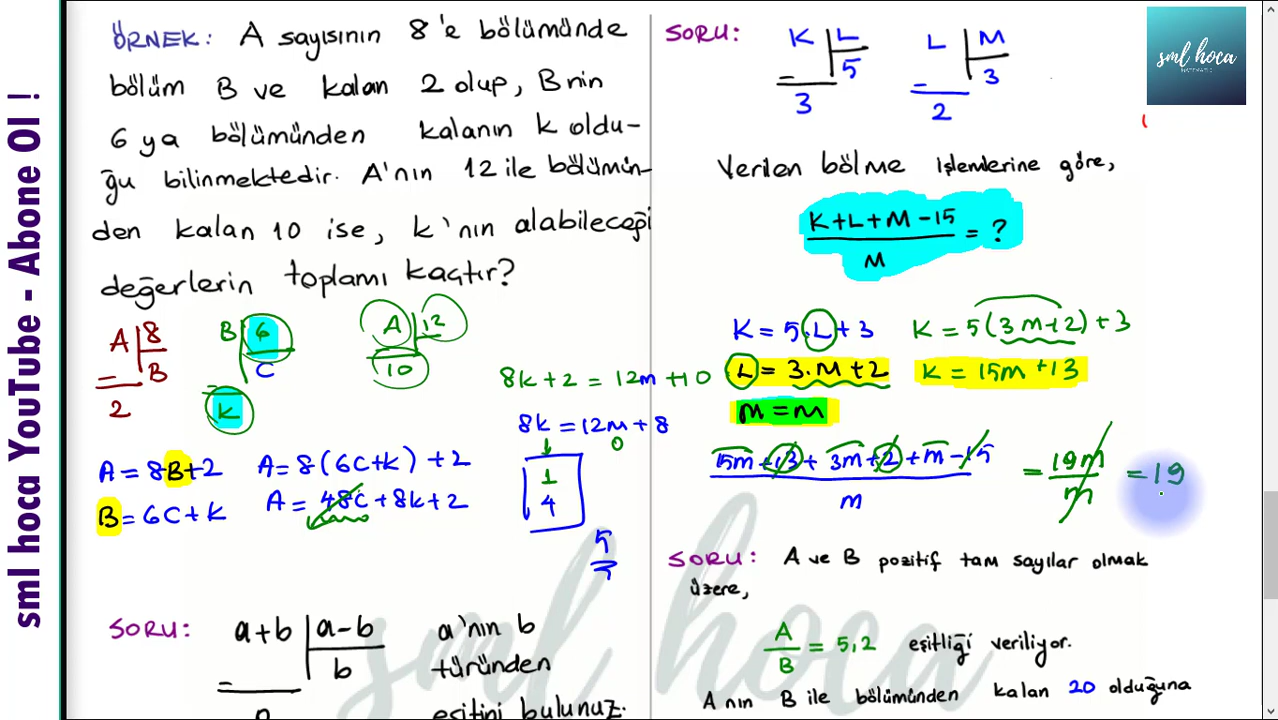 sml hoca YouTube - Abone Ol !
ÖRNEK: A sayısının 8'e bölümünde
bölüm B ve kalan 2 olup, B nin
6 ya bölümünden kalanın k oldu-
ğu bilinmektedir. A'nın 12 ile bölümün-
den kalan 10 ise, k'nın alabileceği
değerlerin toplamı kaçtır?
A 8
B
2
B 6
C
k
A 12
10
8k+2 = 12m+10
8k = 12m+8
0
1
4
5
A = 8B+2 A = 8(6C+k)+2
B = 6C+k A = 48C+8k+2
SORU: a+b a-b a'nın b
b türünden
eşitini bulunuz.
SORU: K L L M
5 3
3 2
sml hoca
MATEMATİK
Verilen bölme işlemlerine göre,
K+L+M-15
= ?
M
K = 5.L+3 K = 5(3M+2)+3
L = 3.M+2 K = 15M+13
M = M
15m+13+3m+2+m-15 = 19m = 19
m m
SORU: A ve B pozitif tam sayılar olmak
üzere,
A
= 5,2 eşitliği veriliyor.
B
A nın B ile bölümünden kalan 20 olduğuna
sml hoca